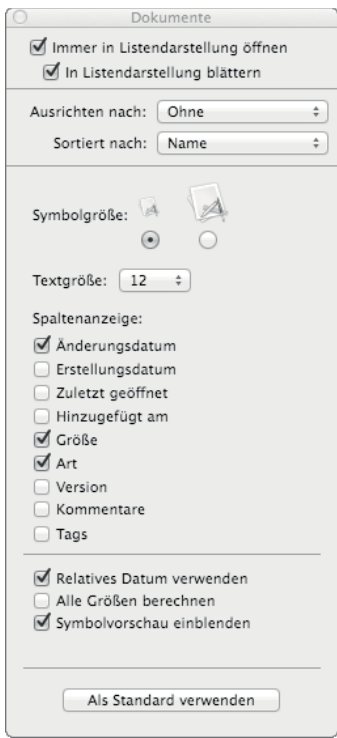 Dokumente
Immer in Listendarstellung öffnen
In Listendarstellung blättern
Ausrichten nach: Ohne
Sortiert nach: Name
Symbolgröße:
Textgröße: 12
Spaltenanzeige:
Änderungsdatum
Erstellungsdatum
Zuletzt geöffnet
Hinzugefügt am
Größe
Art
Version
Kommentare
Tags
Relatives Datum verwenden
Alle Größen berechnen
Symbolvorschau einblenden
Als Standard verwenden